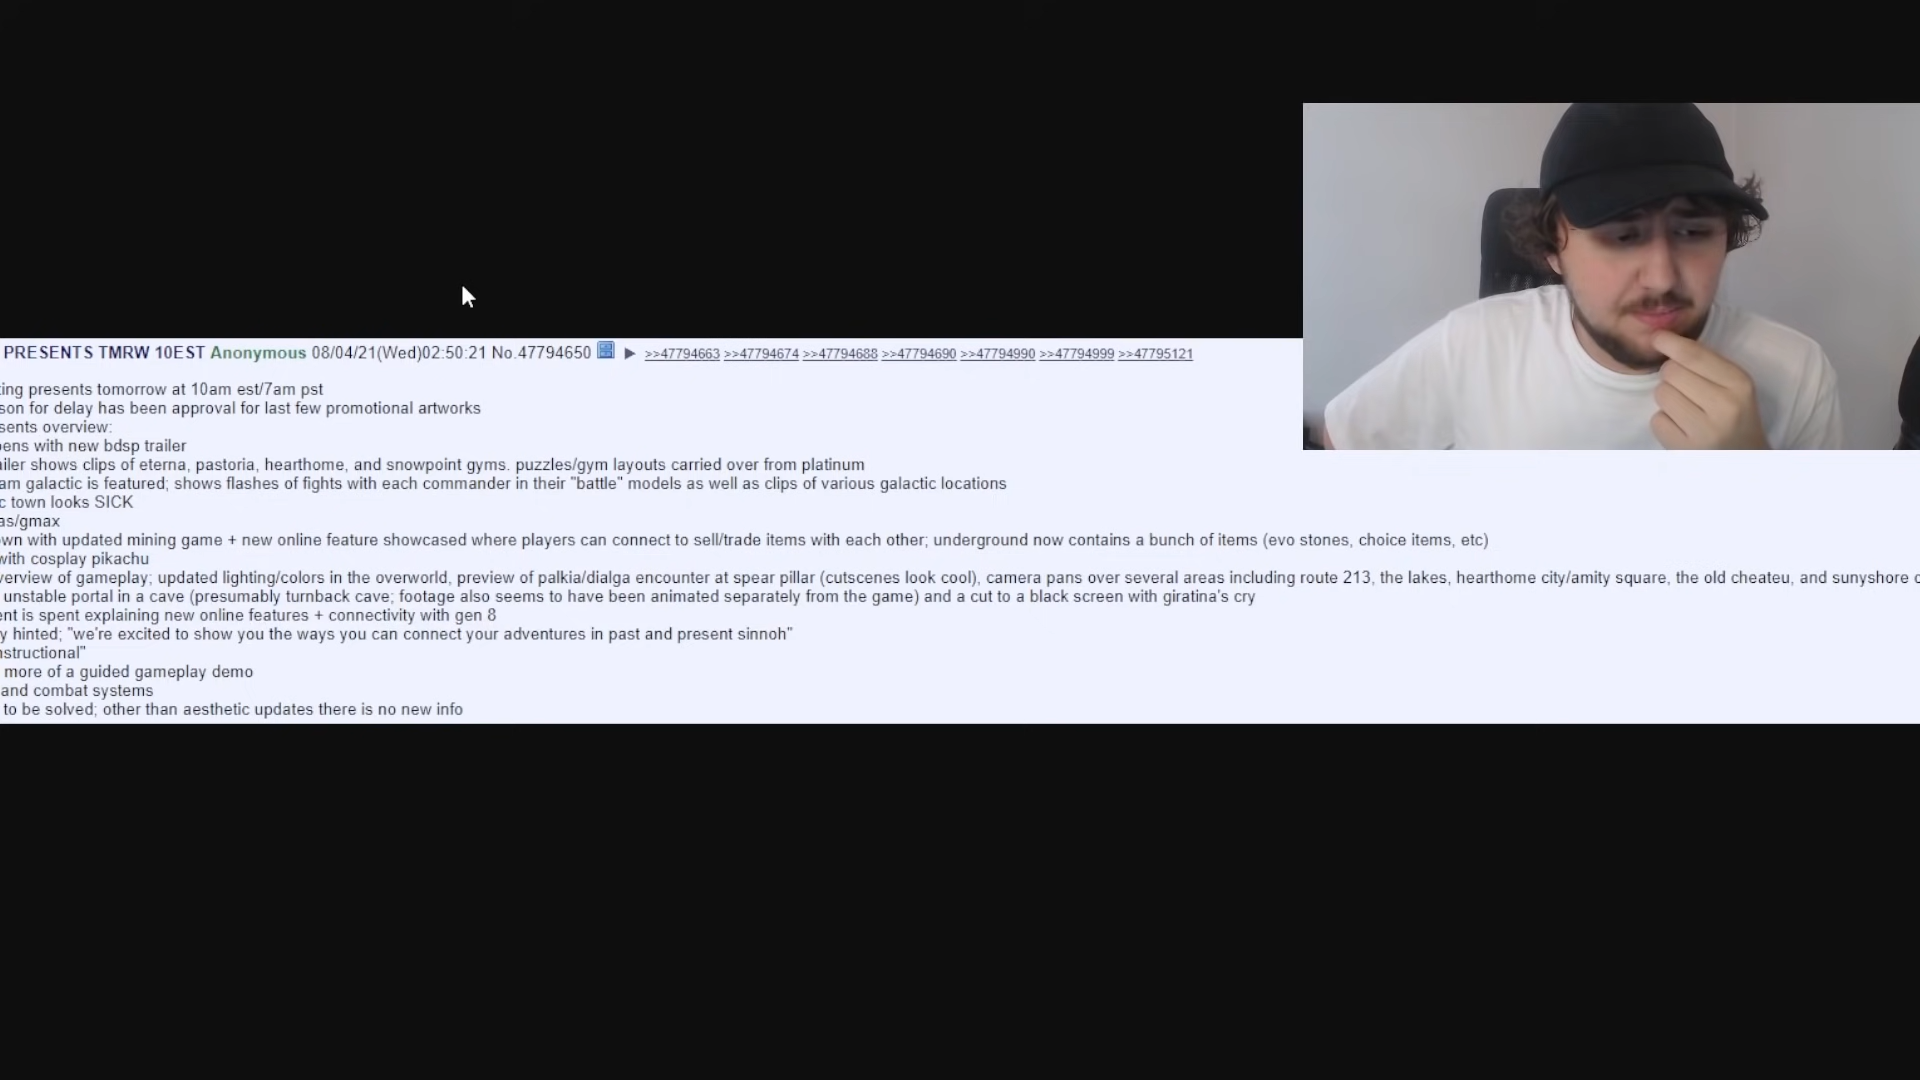 PRESENTS TMRW 10EST Anonymous 08/04/21(Wed)02:50:21 No.47794650 ▶ >>47794663 >>47794674 >>47794688 >>47794690 >>47794990 >>47794999 >>47795121
ting presents tomorrow at 10am est/7am pst
son for delay has been approval for last few promotional artworks
sents overview:
ens with new bdsp trailer
ailer shows clips of eterna, pastoria, hearthome, and snowpoint gyms. puzzles/gym layouts carried over from platinum
am galactic is featured; shows flashes of fights with each commander in their "battle" models as well as clips of various galactic locations
c town looks SICK
as/gmax
own with updated mining game + new online feature showcased where players can connect to sell/trade items with each other; underground now contains a bunch of items (evo stones, choice items, etc)
with cosplay pikachu
verview of gameplay; updated lighting/colors in the overworld, preview of palkia/dialga encounter at spear pillar (cutscenes look cool), camera pans over several areas including route 213, the lakes, hearthome city/amity square, the old cheateu, and sunyshore c
unstable portal in a cave (presumably turnback cave; footage also seems to have been animated separately from the game) and a cut to a black screen with giratina's cry
ent is spent explaining new online features + connectivity with gen 8
y hinted; "we're excited to show you the ways you can connect your adventures in past and present sinnoh"
nstructional"
more of a guided gameplay demo
and combat systems
to be solved; other than aesthetic updates there is no new info